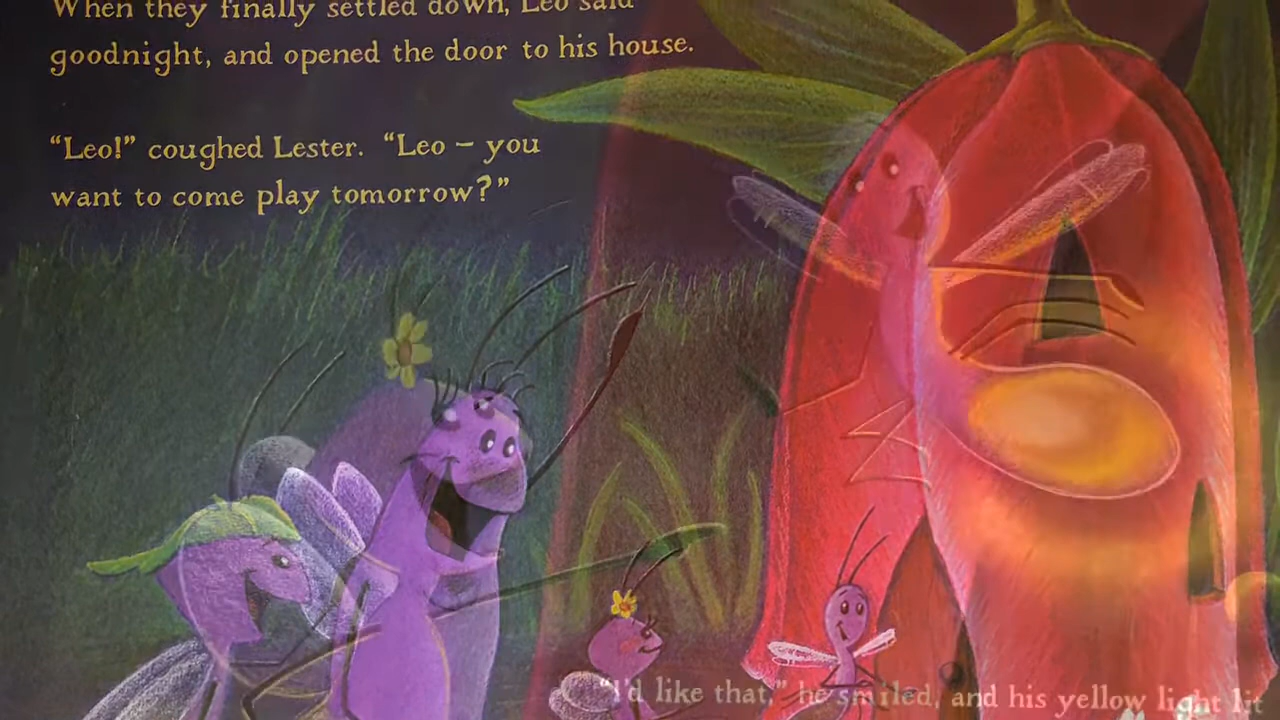 When they finally settled down, Leo said
goodnight, and opened the door to his house.
“Leo!” coughed Lester. “Leo – you
want to come play tomorrow?”
“I’d like that,” he smiled, and his yellow light lit